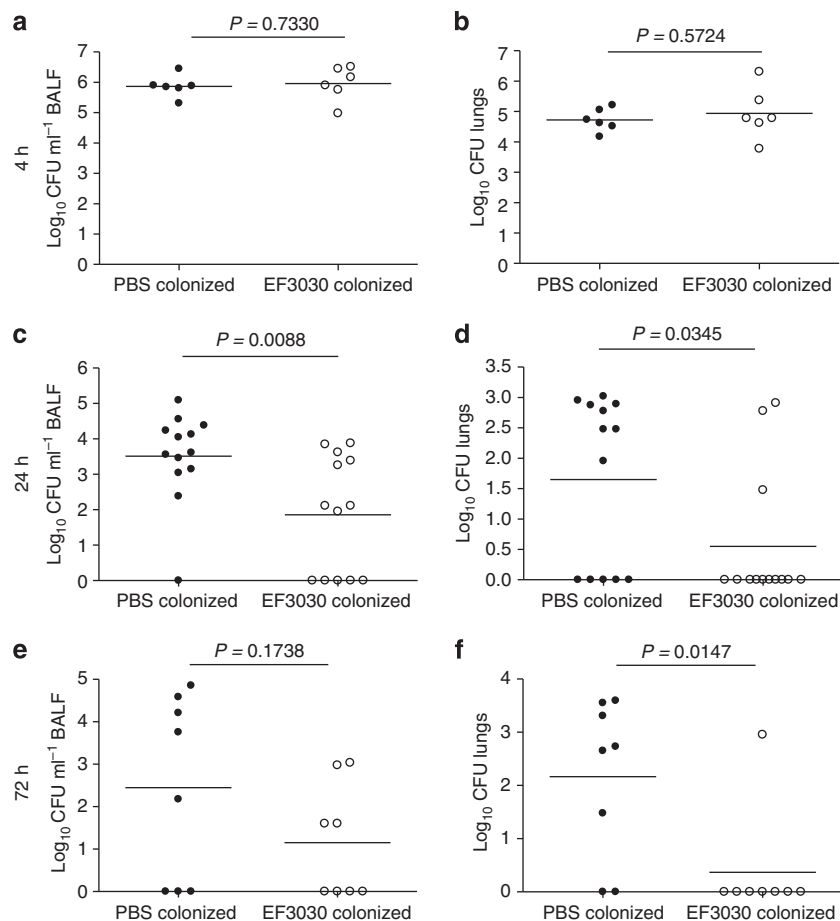 a
P = 0.7330
Log10 CFU ml−1 BALF
7
6
5
4
3
2
1
0
PBS colonized
EF3030 colonized
4 h
b
P = 0.5724
Log10 CFU lungs
7
6
5
4
3
2
1
0
PBS colonized
EF3030 colonized
c
P = 0.0088
Log10 CFU ml−1 BALF
6
5
4
3
2
1
0
PBS colonized
EF3030 colonized
24 h
d
P = 0.0345
Log10 CFU lungs
3.5
3.0
2.5
2.0
1.5
1.0
0.5
0.0
PBS colonized
EF3030 colonized
e
P = 0.1738
Log10 CFU ml−1 BALF
5
4
3
2
1
0
PBS colonized
EF3030 colonized
72 h
f
P = 0.0147
Log10 CFU lungs
4
3
2
1
0
PBS colonized
EF3030 colonized